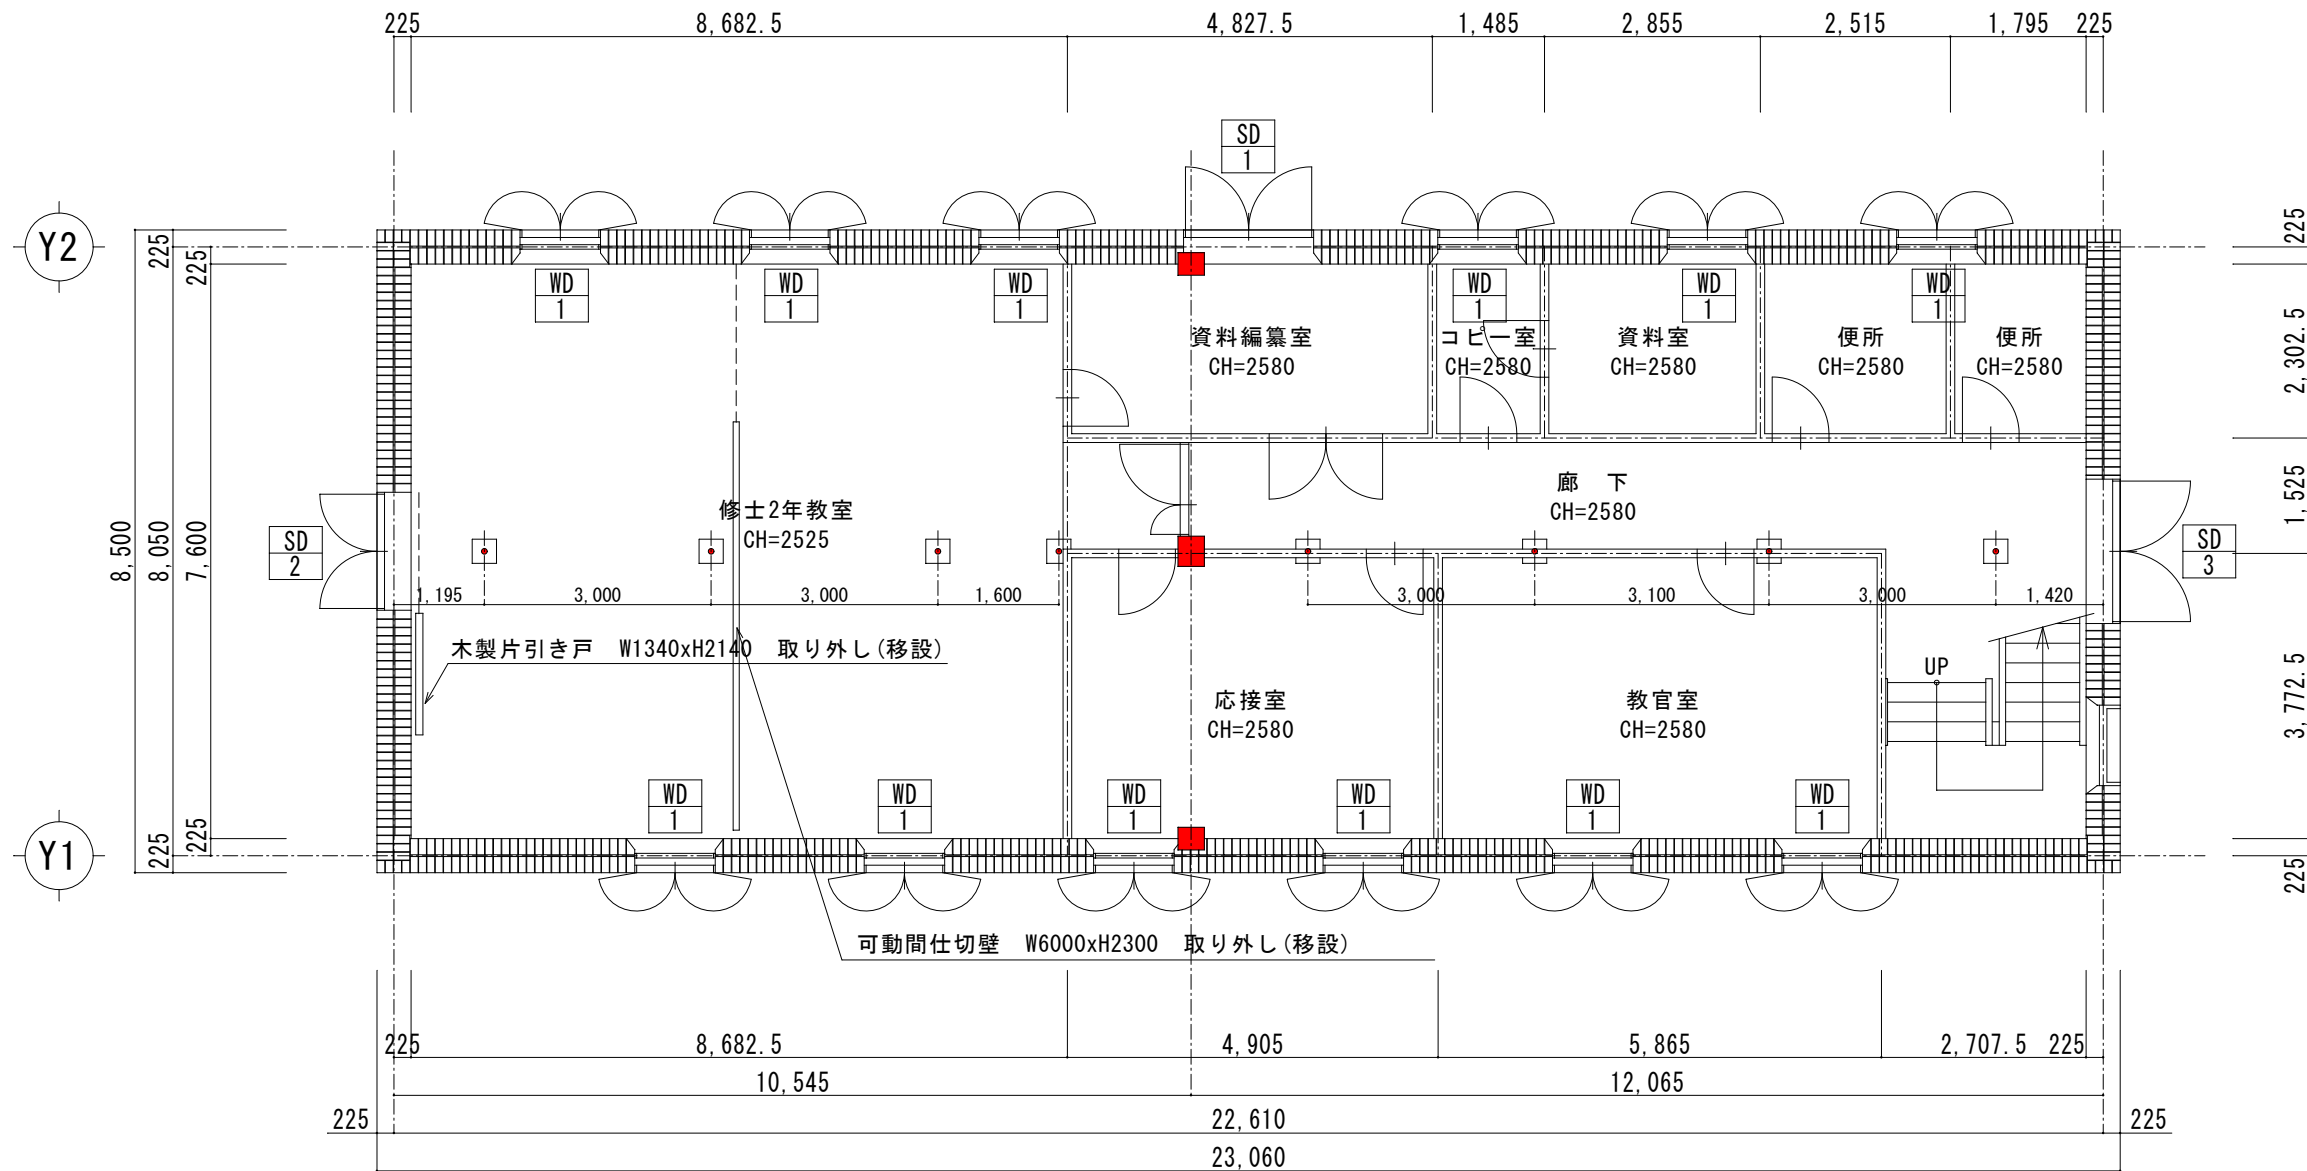 225 8,682.5 4,827.5 1,485 2,855 2,515 1,795 225
SD
1
Y2
225
225
225
WD
1
WD
1
WD
1
WD
1
WD
1
WD
1
資料編纂室
CH=2580
コピー室
CH=2580
資料室
CH=2580
便所
CH=2580
便所
CH=2580
2,302.5
8,500
8,050
7,600
SD
2
修士2年教室
CH=2525
廊 下
CH=2580
1,525
SD
3
1,195 3,000 3,000 1,600 3,000 3,100 3,000 1,420
木製片引き戸 W1340xH2140 取り外し(移設)
UP
応接室
CH=2580
教官室
CH=2580
3,772.5
WD
1
WD
1
WD
1
WD
1
WD
1
WD
1
Y1
225
225
225
可動間仕切壁 W6000xH2300 取り外し(移設)
225 8,682.5 4,905 5,865 2,707.5 225
10,545 12,065
225 22,610 225
23,060